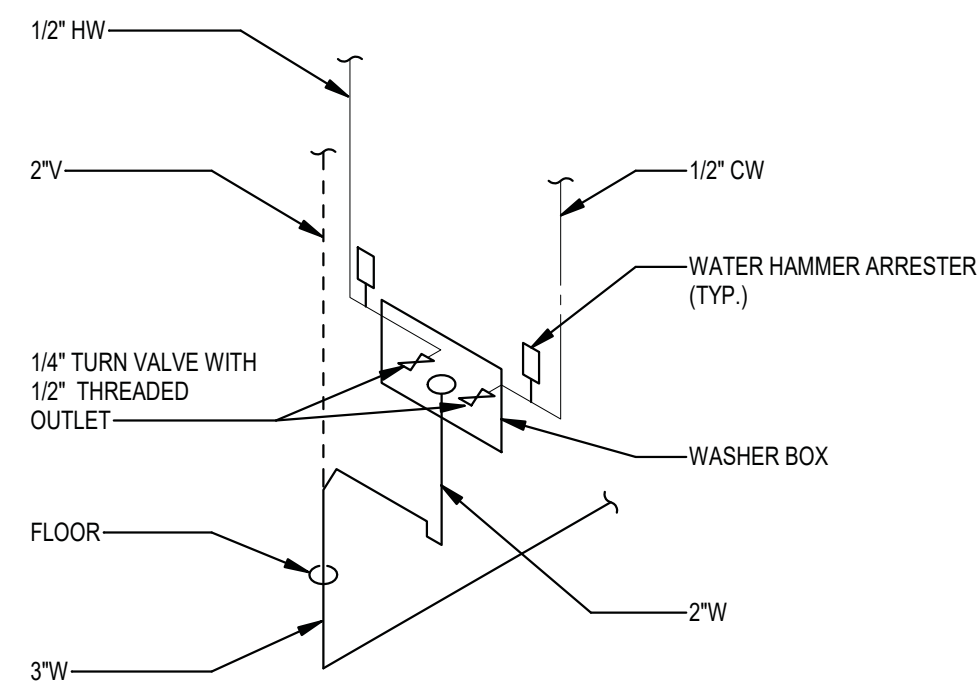 1/2" HW
2"V
1/2" CW
WATER HAMMER ARRESTER
(TYP.)
1/4" TURN VALVE WITH
1/2" THREADED
OUTLET
WASHER BOX
FLOOR
2"W
3"W